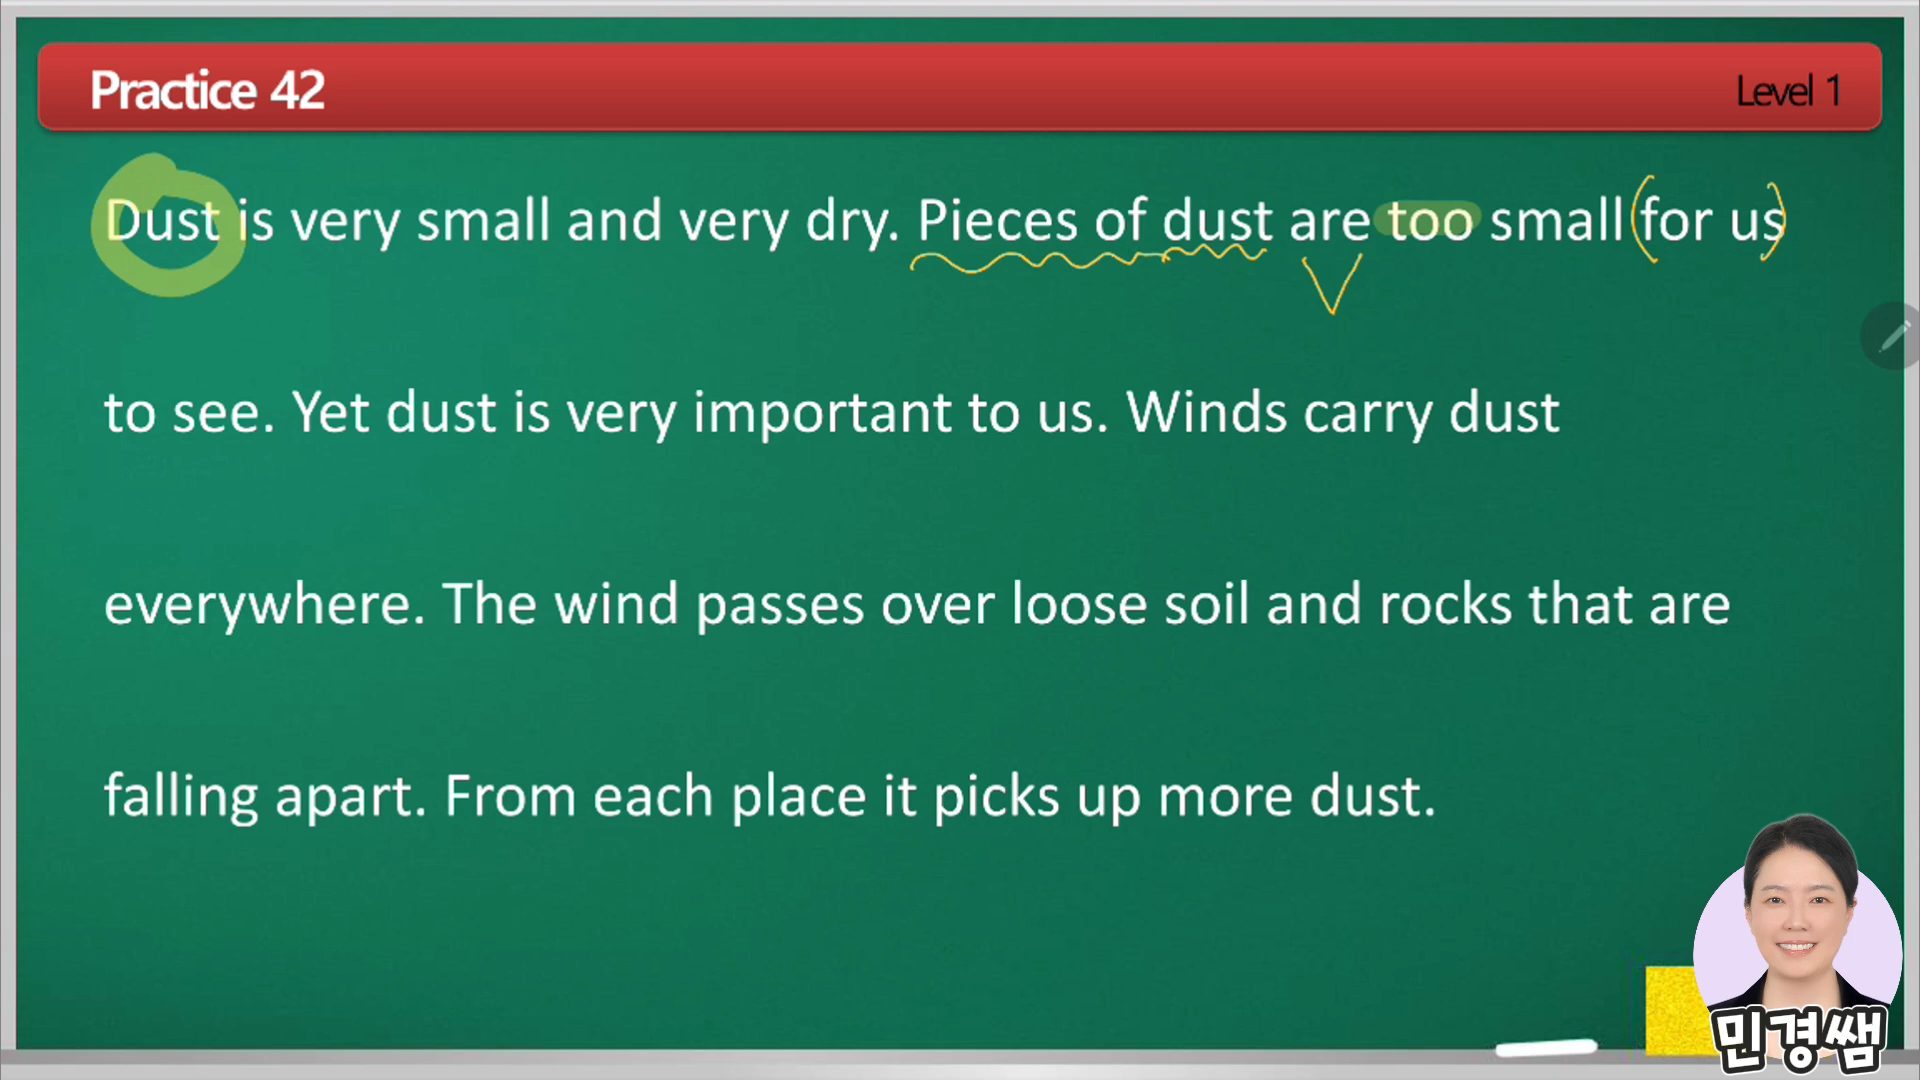 Practice 42
Level 1
Dust is very small and very dry. Pieces of dust are too small (for us)
V
to see. Yet dust is very important to us. Winds carry dust
everywhere. The wind passes over loose soil and rocks that are
falling apart. From each place it picks up more dust.
민경쌤